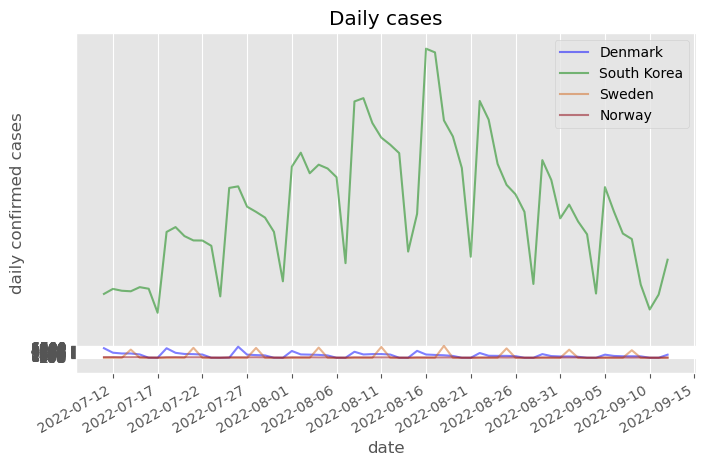 Daily cases
Denmark
South Korea
Sweden
Norway
daily confirmed cases
2022-07-12
2022-07-17
2022-07-22
2022-07-27
2022-08-01
2022-08-06
2022-08-11
2022-08-16
2022-08-21
2022-08-26
2022-08-31
2022-09-05
2022-09-10
2022-09-15
date